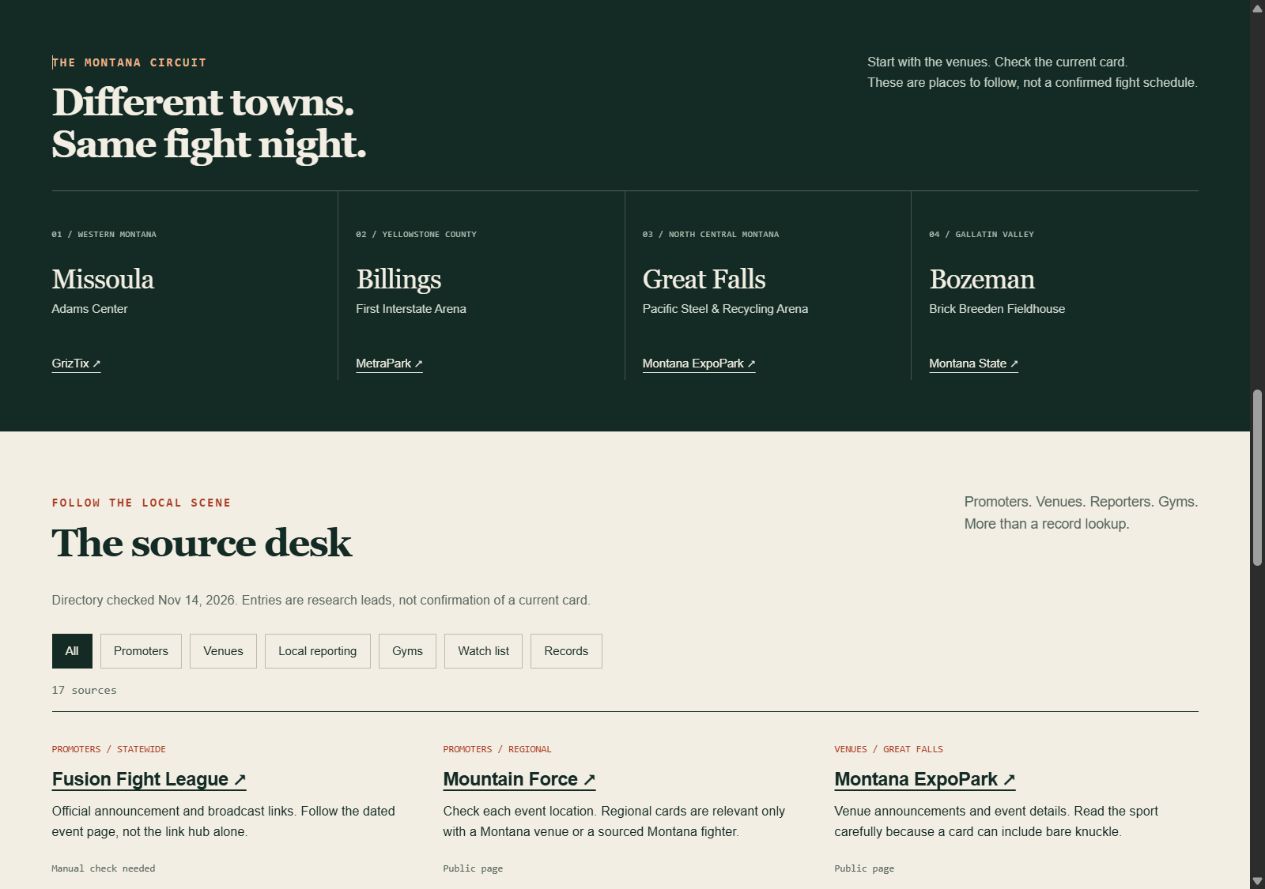 THE MONTANA CIRCUIT
Different towns.
Same fight night.
Start with the venues. Check the current card.
These are places to follow, not a confirmed fight schedule.
01 / WESTERN MONTANA
Missoula
Adams Center
GrizTix ↗
02 / YELLOWSTONE COUNTY
Billings
First Interstate Arena
MetraPark ↗
03 / NORTH CENTRAL MONTANA
Great Falls
Pacific Steel & Recycling Arena
Montana ExpoPark ↗
04 / GALLATIN VALLEY
Bozeman
Brick Breeden Fieldhouse
Montana State ↗
FOLLOW THE LOCAL SCENE
The source desk
Promoters. Venues. Reporters. Gyms.
More than a record lookup.
Directory checked Nov 14, 2026. Entries are research leads, not confirmation of a current card.
All
Promoters
Venues
Local reporting
Gyms
Watch list
Records
17 sources
PROMOTERS / STATEWIDE
Fusion Fight League ↗
Official announcement and broadcast links. Follow the dated
event page, not the link hub alone.
Manual check needed
PROMOTERS / REGIONAL
Mountain Force ↗
Check each event location. Regional cards are relevant only
with a Montana venue or a sourced Montana fighter.
Public page
VENUES / GREAT FALLS
Montana ExpoPark ↗
Venue announcements and event details. Read the sport
carefully because a card can include bare knuckle.
Public page